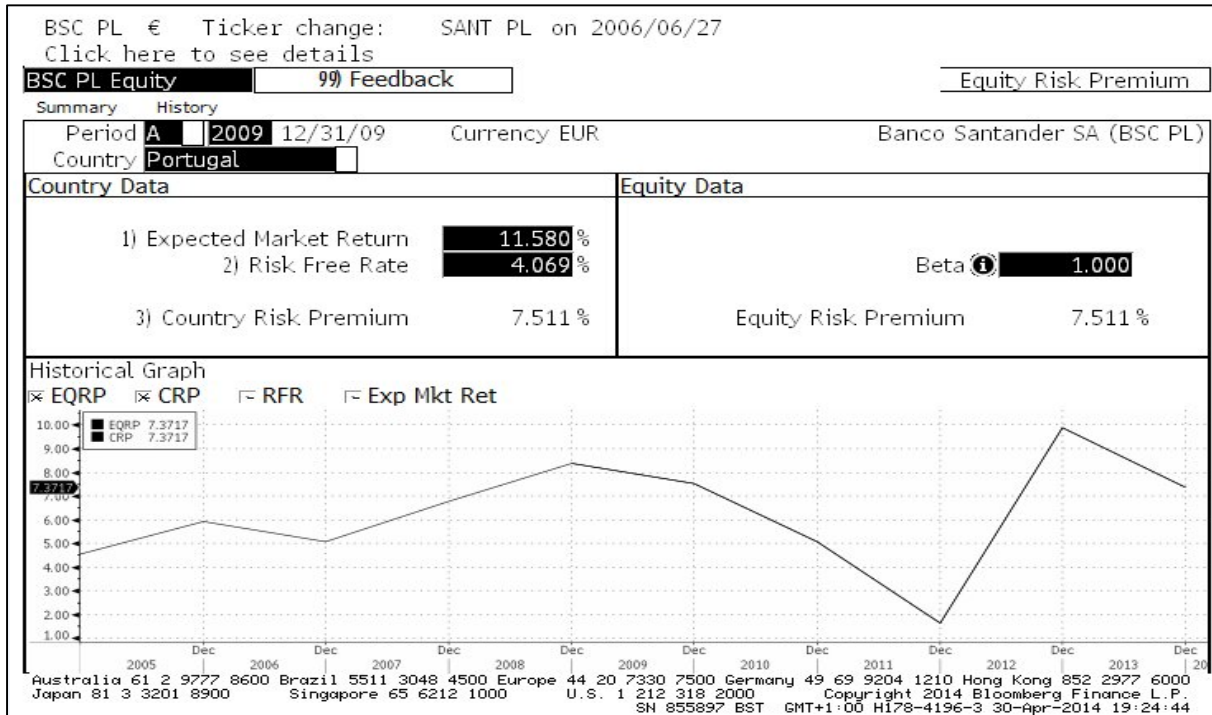 BSC PL € Ticker change: SANT PL on 2006/06/27
Click here to see details
BSC PL Equity 99) Feedback Equity Risk Premium
Summary History
Period A 2009 12/31/09 Currency EUR Banco Santander SA (BSC PL)
Country Portugal
Country Data Equity Data
1) Expected Market Return 11.580 %
2) Risk Free Rate 4.069 % Beta 1.000
3) Country Risk Premium 7.511 % Equity Risk Premium 7.511 %
Historical Graph
EQRP CRP RFR Exp Mkt Ret
EQRP 7.3717
CRP 7.3717
10.00
9.00
8.00
7.3717
7.00
6.00
5.00
4.00
3.00
2.00
1.00
Dec Dec Dec Dec Dec Dec Dec Dec Dec
2005 2006 2007 2008 2009 2010 2011 2012 2013 20
Australia 61 2 9777 8600 Brazil 5511 3048 4500 Europe 44 20 7330 7500 Germany 49 69 9204 1210 Hong Kong 852 2977 6000
Japan 81 3 3201 8900 Singapore 65 6212 1000 U.S. 1 212 318 2000 Copyright 2014 Bloomberg Finance L.P.
SN 855897 BST GMT+1:00 H178-4196-3 30-Apr-2014 19:24:44